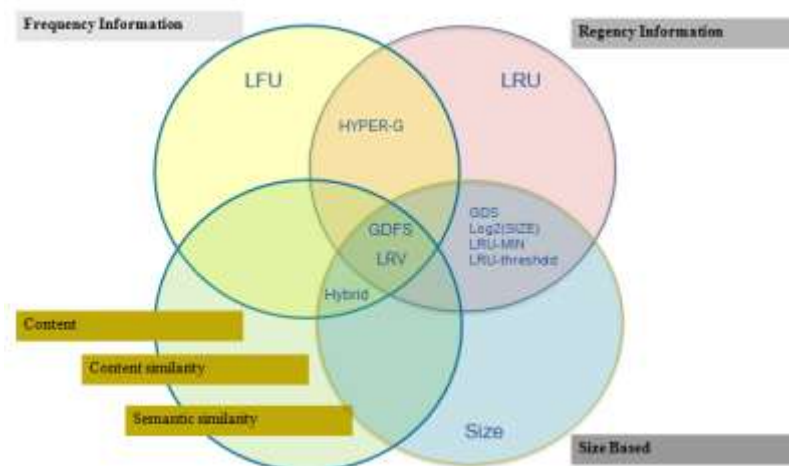 Frequency Information
Regency Information
LFU
LRU
HYPER-G
GDFS
LRV
Hybrid
GDS
Log2(SIZE)
LRU-MIN
LRU-threshold
Content
Content similarity
Semantic similarity
Size
Size Based